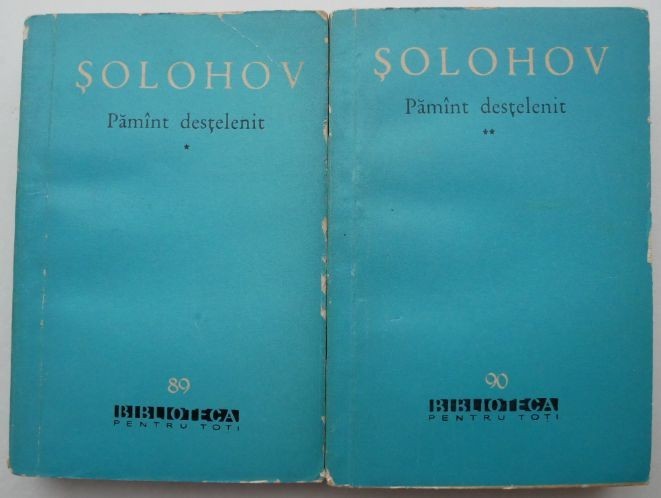 ŞOLOHOV
Pămînt desţelenit
*
89
BIBLIOTECA
PENTRU TOŢI
ŞOLOHOV
Pămînt desţelenit
**
90
BIBLIOTECA
PENTRU TOŢI